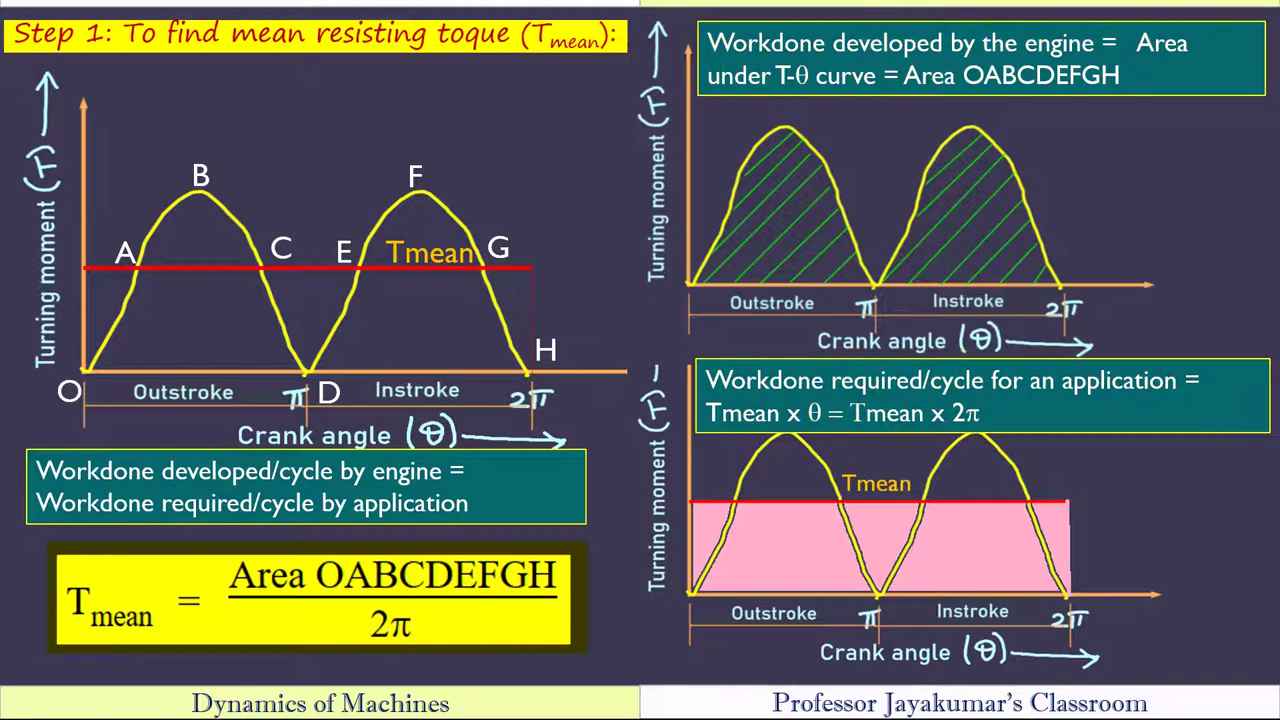 Step 1: To find mean resisting toque (Tmean):
Turning moment (T)
B
F
A
C
E
Tmean
G
O
D
H
Outstroke
π
Instroke
2π
Crank angle (θ)
Workdone developed/cycle by engine =
Workdone required/cycle by application
Tmean = Area OABCDEFGH
2π
Workdone developed by the engine = Area
under T-θ curve = Area OABCDEFGH
Turning moment (T)
Outstroke
π
Instroke
2π
Crank angle (θ)
Workdone required/cycle for an application =
Tmean x θ = Tmean x 2π
Turning moment (T)
Tmean
Outstroke
π
Instroke
2π
Crank angle (θ)
Dynamics of Machines
Professor Jayakumar's Classroom